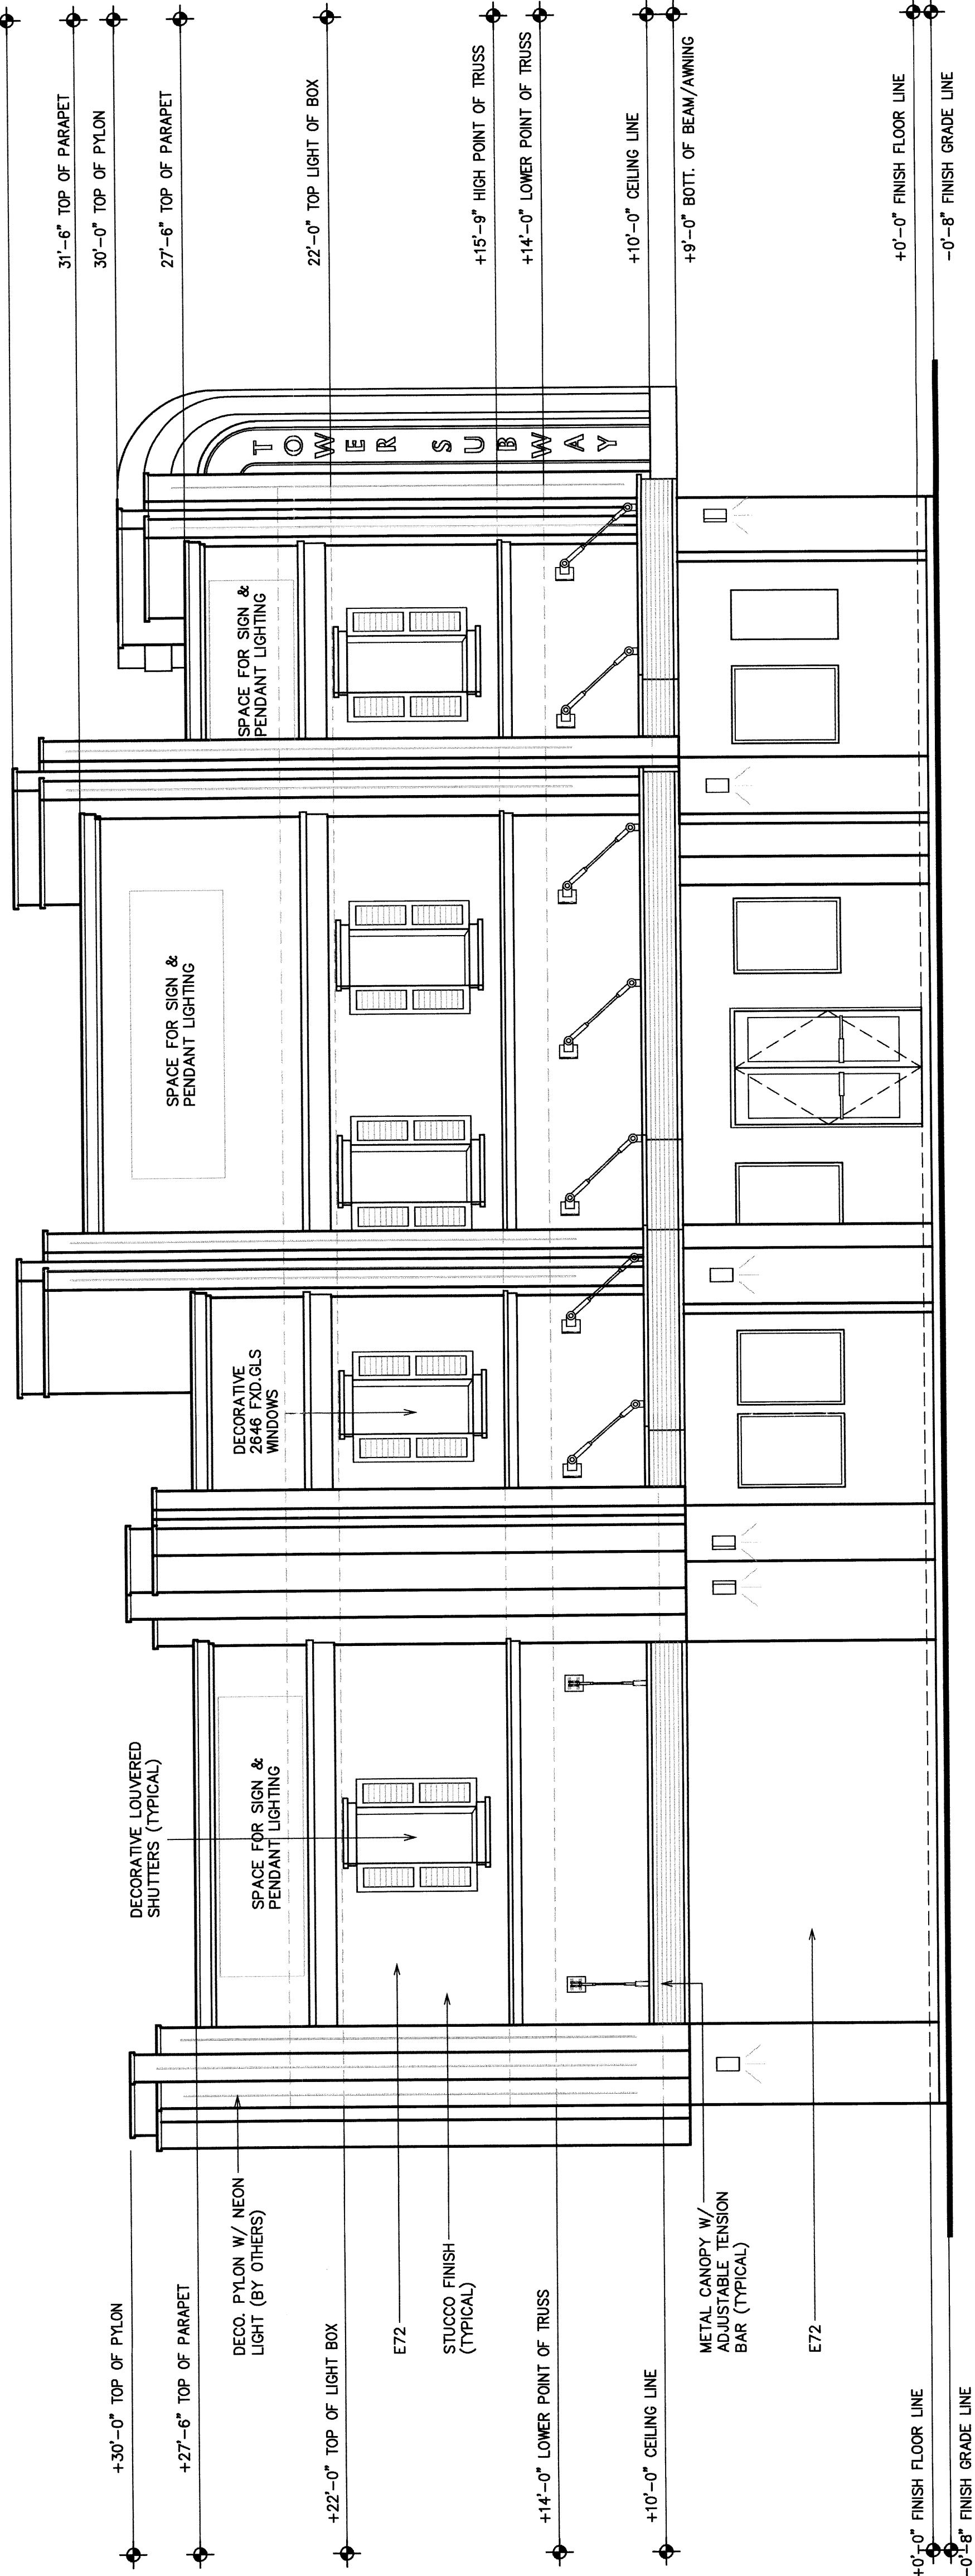 +30'-0" TOP OF PYLON
+27'-6" TOP OF PARAPET
+22'-0" TOP OF LIGHT BOX
+14'-0" LOWER POINT OF TRUSS
+10'-0" CEILING LINE
+0'-0" FINISH FLOOR LINE
-0'-8" FINISH GRADE LINE
DECO. PYLON W/ NEON
LIGHT (BY OTHERS)
E72
STUCCO FINISH
(TYPICAL)
METAL CANOPY W/
ADJUSTABLE TENSION
BAR (TYPICAL)
E72
DECORATIVE LOUVERED
SHUTTERS (TYPICAL)
SPACE FOR SIGN &
PENDANT LIGHTING
DECORATIVE
2646 FXD.GLS
WINDOWS
SPACE FOR SIGN &
PENDANT LIGHTING
SPACE FOR SIGN &
PENDANT LIGHTING
TOWER SUBWAY
31'-6" TOP OF PARAPET
30'-0" TOP OF PYLON
27'-6" TOP OF PARAPET
22'-0" TOP LIGHT OF BOX
+15'-9" HIGH POINT OF TRUSS
+14'-0" LOWER POINT OF TRUSS
+10'-0" CEILING LINE
+9'-0" BOTT. OF BEAM/AWNING
+0'-0" FINISH FLOOR LINE
-0'-8" FINISH GRADE LINE